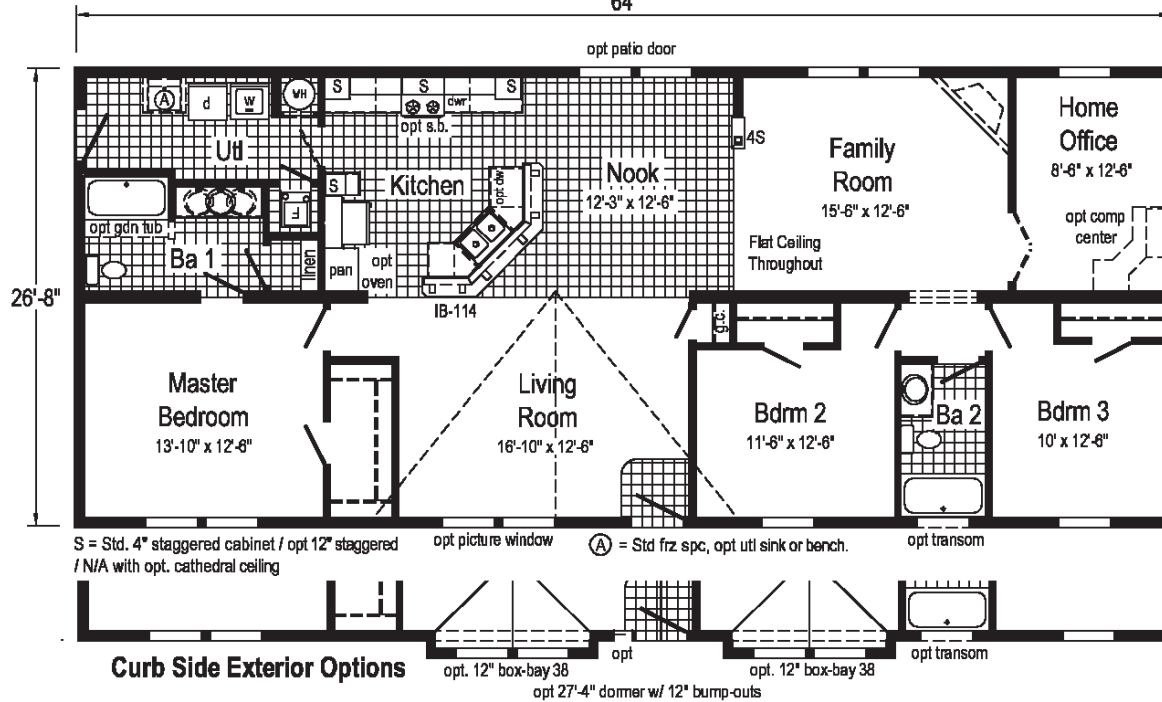 64'
opt patio door
S
S
S
A
d
W
WH
dwr
opt s.b.
4S
Utl
Kitchen
S
opt dw
Nook
12'-3" x 12'-6"
Family
Room
15'-6" x 12'-6"
Home
Office
8'-6" x 12'-6"
opt comp
center
Flat Ceiling
Throughout
opt gdn tub
Ba 1
linen
F
pan
opt
oven
IB-114
26'-8"
g.c.
Master
Bedroom
13'-10" x 12'-6"
Living
Room
16'-10" x 12'-6"
Bdrm 2
11'-6" x 12'-6"
Ba 2
Bdrm 3
10' x 12'-6"
S = Std. 4" staggered cabinet / opt 12" staggered
/ N/A with opt. cathedral ceiling
opt picture window
A = Std frz spc, opt utl sink or bench.
opt transom
Curb Side Exterior Options
opt. 12" box-bay 38
opt
opt. 12" box-bay 38
opt transom
opt 27'-4" dormer w/ 12" bump-outs